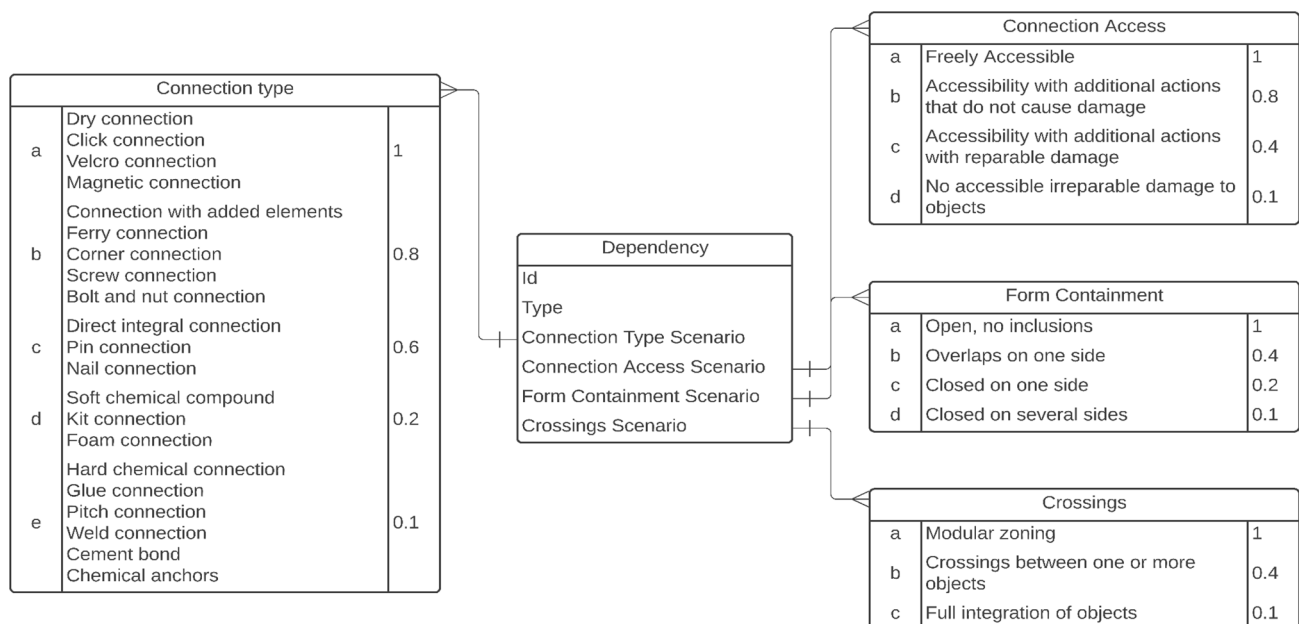 Connection type
a
Dry connection
Click connection
Velcro connection
Magnetic connection
1
b
Connection with added elements
Ferry connection
Corner connection
Screw connection
Bolt and nut connection
0.8
c
Direct integral connection
Pin connection
Nail connection
0.6
d
Soft chemical compound
Kit connection
Foam connection
0.2
e
Hard chemical connection
Glue connection
Pitch connection
Weld connection
Cement bond
Chemical anchors
0.1
Dependency
Id
Type
Connection Type Scenario
Connection Access Scenario
Form Containment Scenario
Crossings Scenario
Connection Access
a
Freely Accessible
1
b
Accessibility with additional actions
that do not cause damage
0.8
c
Accessibility with additional actions
with reparable damage
0.4
d
No accessible irreparable damage to
objects
0.1
Form Containment
a
Open, no inclusions
1
b
Overlaps on one side
0.4
c
Closed on one side
0.2
d
Closed on several sides
0.1
Crossings
a
Modular zoning
1
b
Crossings between one or more
objects
0.4
c
Full integration of objects
0.1